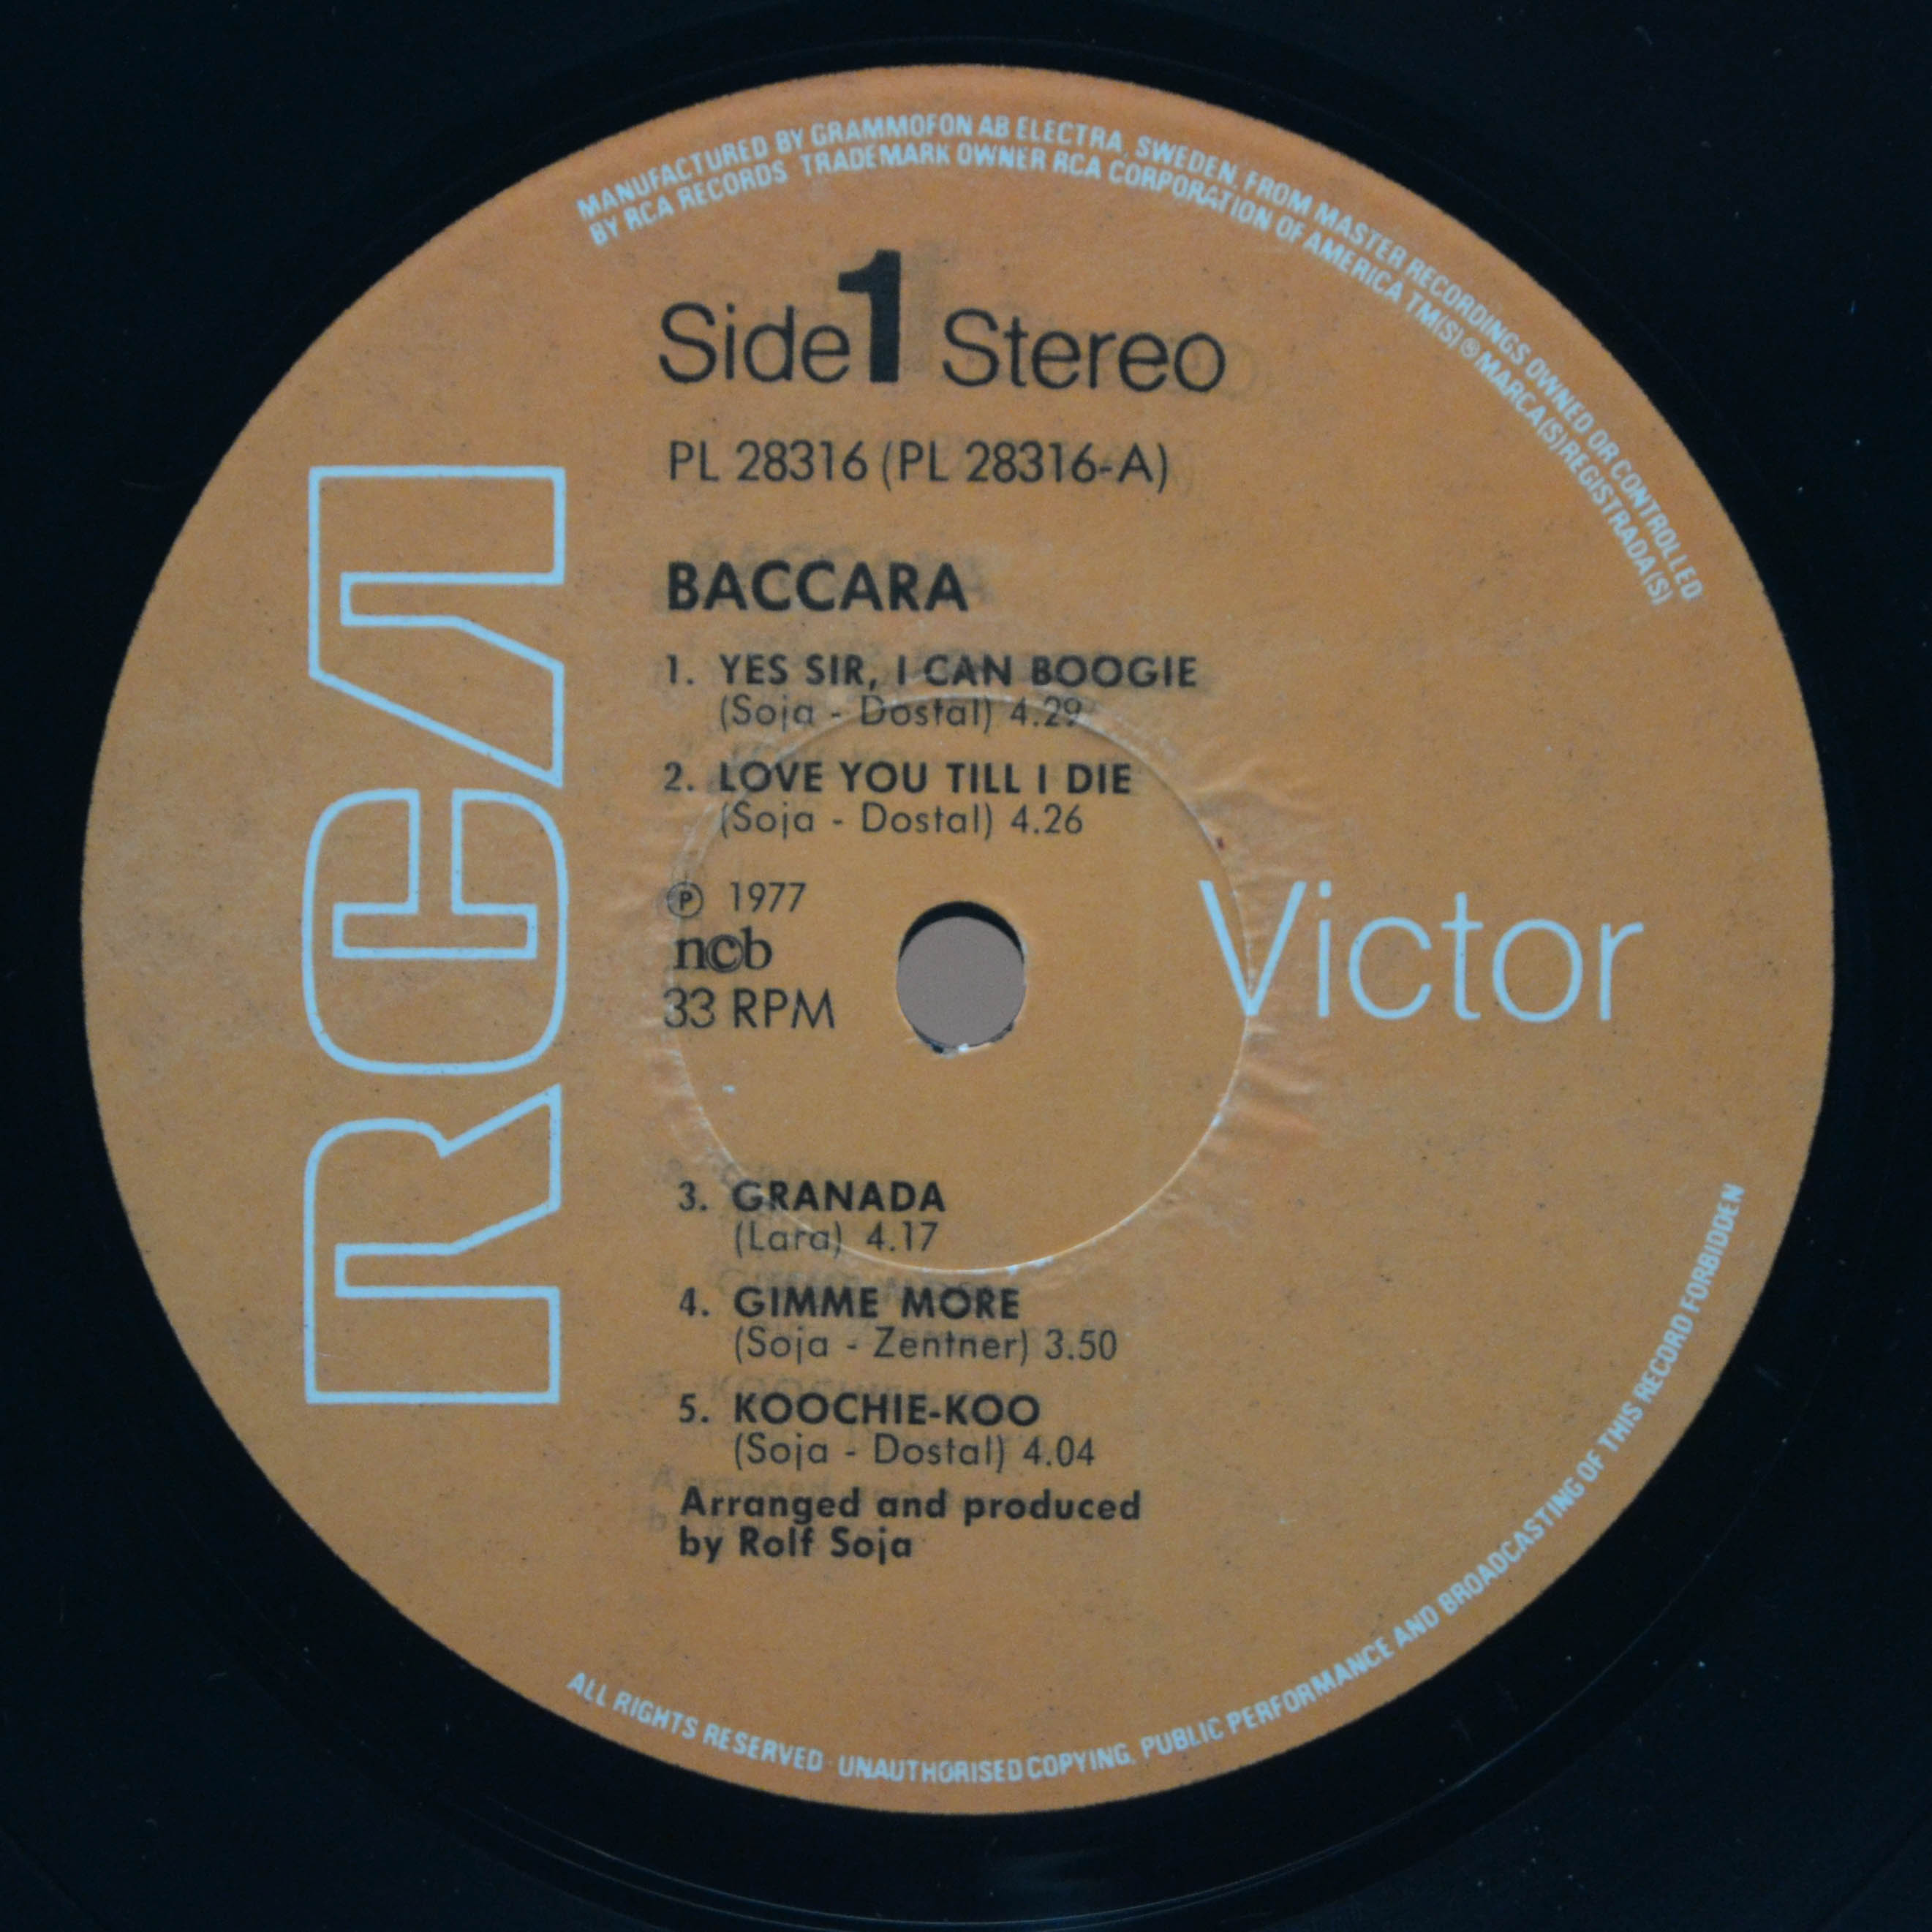 MANUFACTURED BY GRAMMOFON AB ELECTRA, SWEDEN, FROM MASTER RECORDINGS OWNED OR CONTROLLED
BY RCA RECORDS TRADEMARK OWNER RCA CORPORATION OF AMERICA TM(S) ® MARCA(S) REGISTRADA(S)
Side 1 Stereo
PL 28316 (PL 28316-A)
BACCARA
1. YES SIR, I CAN BOOGIE
(Soja - Dostal) 4.29
2. LOVE YOU TILL I DIE
(Soja - Dostal) 4.26
℗ 1977
ncb
33 RPM
RCA
Victor
3. GRANADA
(Lara) 4.17
4. GIMME MORE
(Soja - Zentner) 3.50
5. KOOCHIE-KOO
(Soja - Dostal) 4.04
Arranged and produced
by Rolf Soja
ALL RIGHTS RESERVED · UNAUTHORISED COPYING, PUBLIC PERFORMANCE AND BROADCASTING OF THIS RECORD FORBIDDEN